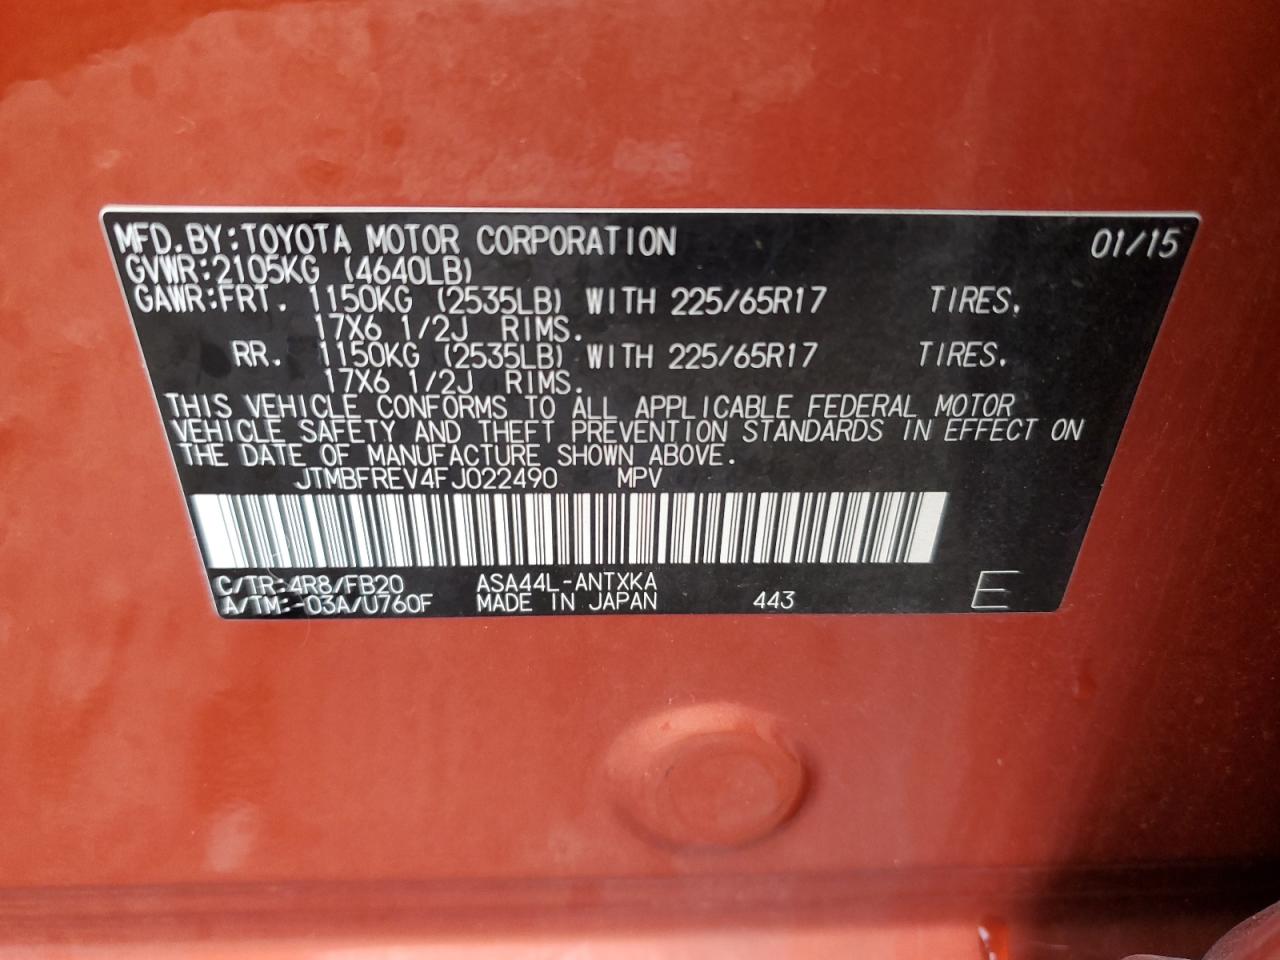 MFD.BY:TOYOTA MOTOR CORPORATION 01/15
GVWR:2105KG (4640LB)
GAWR:FRT. 1150KG (2535LB) WITH 225/65R17 TIRES.
17X6 1/2J RIMS.
RR. 1150KG (2535LB) WITH 225/65R17 TIRES.
17X6 1/2J RIMS.
THIS VEHICLE CONFORMS TO ALL APPLICABLE FEDERAL MOTOR
VEHICLE SAFETY AND THEFT PREVENTION STANDARDS IN EFFECT ON
THE DATE OF MANUFACTURE SHOWN ABOVE.
JTMBFREV4FJ022490 MPV
C/TR:4R8/FB20 ASA44L-ANTXKA
A/TM:-03A/U760F MADE IN JAPAN 443 E